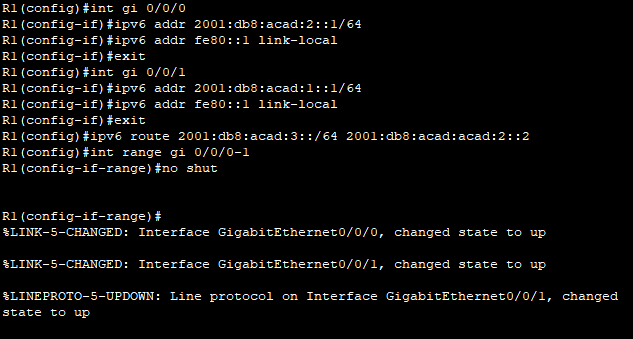 R1(config)#int gi 0/0/0
R1(config-if)#ipv6 addr 2001:db8:acad:2::1/64
R1(config-if)#ipv6 addr fe80::1 link-local
R1(config-if)#exit
R1(config)#int gi 0/0/1
R1(config-if)#ipv6 addr 2001:db8:acad:1::1/64
R1(config-if)#ipv6 addr fe80::1 link-local
R1(config-if)#exit
R1(config)#ipv6 route 2001:db8:acad:3::/64 2001:db8:acad:acad:2::2
R1(config)#int range gi 0/0/0-1
R1(config-if-range)#no shut
R1(config-if-range)#
%LINK-5-CHANGED: Interface GigabitEthernet0/0/0, changed state to up
%LINK-5-CHANGED: Interface GigabitEthernet0/0/1, changed state to up
%LINEPROTO-5-UPDOWN: Line protocol on Interface GigabitEthernet0/0/1, changed
state to up